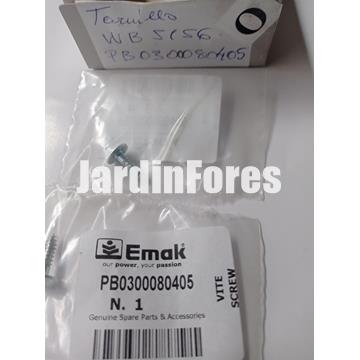 Tornillo
WB 5156
PB0300080405
JardinFores
Emak
our power, your passion
PB0300080405
N. 1
Genuine Spare Parts & Accessories
VITE
SCREW